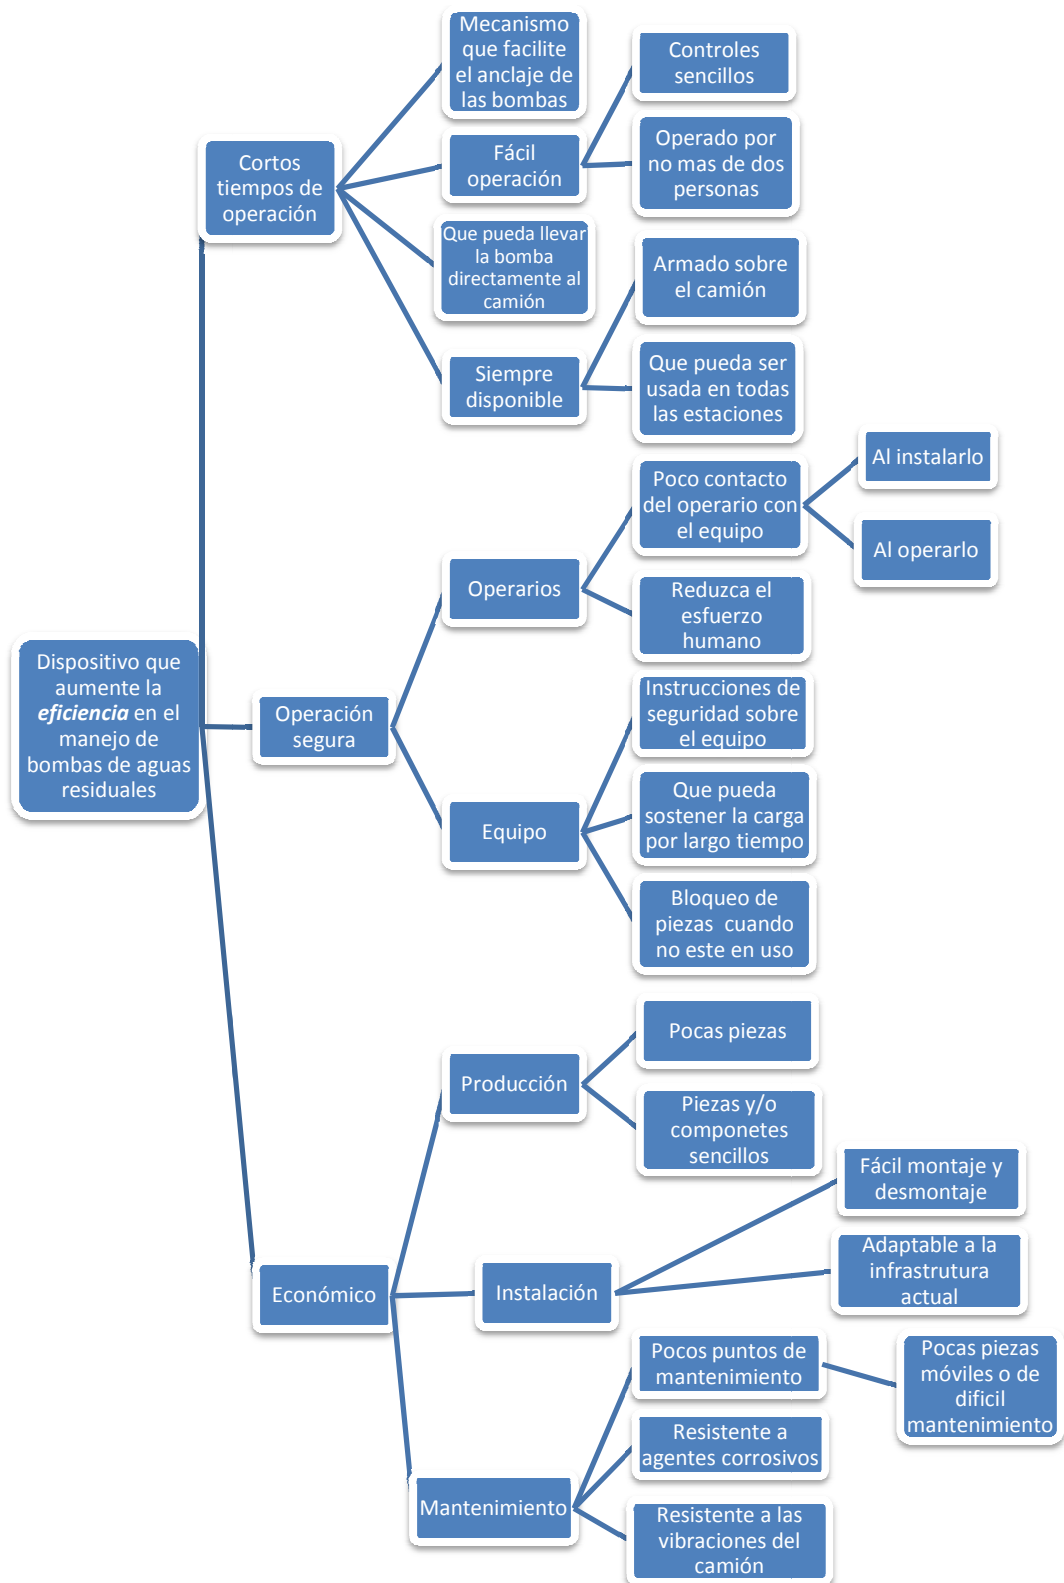 Mecanismo
que facilite
el anclaje de
las bombas
Controles
sencillos
Cortos
tiempos de
operación
Fácil
operación
Operado por
no mas de dos
personas
Que pueda llevar
la bomba
directamente al
camión
Armado sobre
el camión
Siempre
disponible
Que pueda ser
usada en todas
las estaciones
Poco contacto
del operario con
el equipo
Al instalarlo
Al operarlo
Operarios
Reduzca el
esfuerzo
humano
Dispositivo que
aumente la
eficiencia en el
manejo de
bombas de aguas
residuales
Operación
segura
Instrucciones de
seguridad sobre
el equipo
Equipo
Que pueda
sostener la carga
por largo tiempo
Bloqueo de
piezas cuando
no este en uso
Producción
Pocas piezas
Piezas y/o
componetes
sencillos
Económico
Instalación
Fácil montaje y
desmontaje
Adaptable a la
infrastrutura
actual
Mantenimiento
Pocos puntos de
mantenimiento
Pocas piezas
móviles o de
dificil
mantenimiento
Resistente a
agentes corrosivos
Resistente a las
vibraciones del
camión